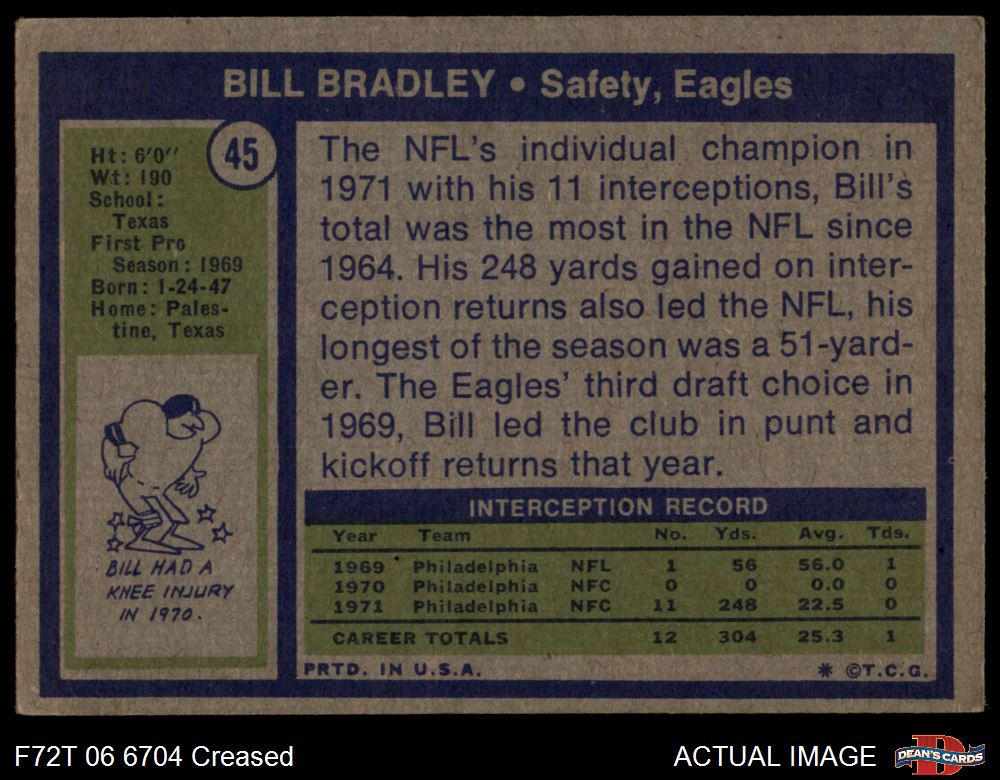 BILL BRADLEY • Safety, Eagles
45
Ht: 6'0''
Wt: 190
School:
Texas
First Pro
Season: 1969
Born: 1-24-47
Home: Pales-
tine, Texas
BILL HAD A
KNEE INJURY
IN 1970.
The NFL's individual champion in
1971 with his 11 interceptions, Bill's
total was the most in the NFL since
1964. His 248 yards gained on inter-
ception returns also led the NFL, his
longest of the season was a 51-yard-
er. The Eagles' third draft choice in
1969, Bill led the club in punt and
kickoff returns that year.
INTERCEPTION RECORD
Year Team No. Yds. Avg. Tds.
1969 Philadelphia NFL 1 56 56.0 1
1970 Philadelphia NFC 0 0 0.0 0
1971 Philadelphia NFC 11 248 22.5 0
CAREER TOTALS 12 304 25.3 1
PRTD. IN U.S.A. * ©T.C.G.
F72T 06 6704 Creased ACTUAL IMAGE
D
DEAN'S CARDS